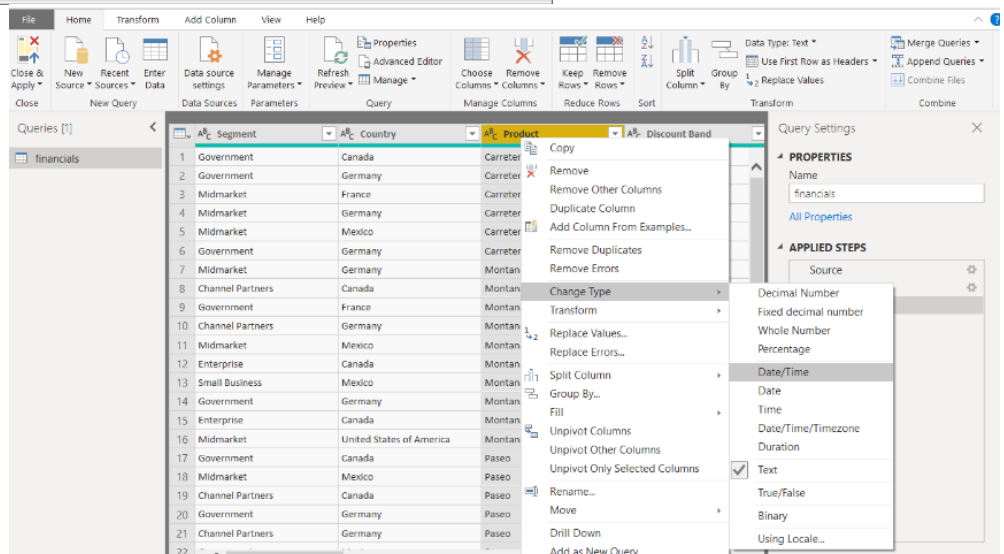 File Home Transform Add Column View Help
Close & Apply
New Source
Recent Sources
Enter Data
Data source settings
Manage Parameters
Refresh Preview
Properties
Advanced Editor
Manage
Choose Columns
Remove Columns
Keep Rows
Remove Rows
Split Column
Group By
Data Type: Text
Use First Row as Headers
Replace Values
Merge Queries
Append Queries
Combine Files
Close New Query Data Sources Parameters Query Manage Columns Reduce Rows Sort Transform Combine
Queries [1]
financials
Segment Country Product Discount Band
1 Government Canada Carreter
2 Government Germany Carreter
3 Midmarket France Carreter
4 Midmarket Germany Carreter
5 Midmarket Mexico Carreter
6 Government Germany Carreter
7 Midmarket Germany Montan
8 Channel Partners Canada Montan
9 Government France Montan
10 Channel Partners Germany Montan
11 Midmarket Mexico Montan
12 Enterprise Canada Montan
13 Small Business Mexico Montan
14 Government Germany Montan
15 Enterprise Canada Montan
16 Midmarket United States of America Montan
17 Government Canada Paseo
18 Midmarket Mexico Paseo
19 Channel Partners Canada Paseo
20 Government Germany Paseo
21 Channel Partners Germany Paseo
22
Copy
Remove
Remove Other Columns
Duplicate Column
Add Column From Examples...
Remove Duplicates
Remove Errors
Change Type
Transform
Replace Values...
Replace Errors...
Split Column
Group By...
Fill
Unpivot Columns
Unpivot Other Columns
Unpivot Only Selected Columns
Rename...
Move
Drill Down
Add as New Query
Decimal Number
Fixed decimal number
Whole Number
Percentage
Date/Time
Date
Time
Date/Time/Timezone
Duration
Text
True/False
Binary
Using Locale...
Query Settings
PROPERTIES
Name
financials
All Properties
APPLIED STEPS
Source